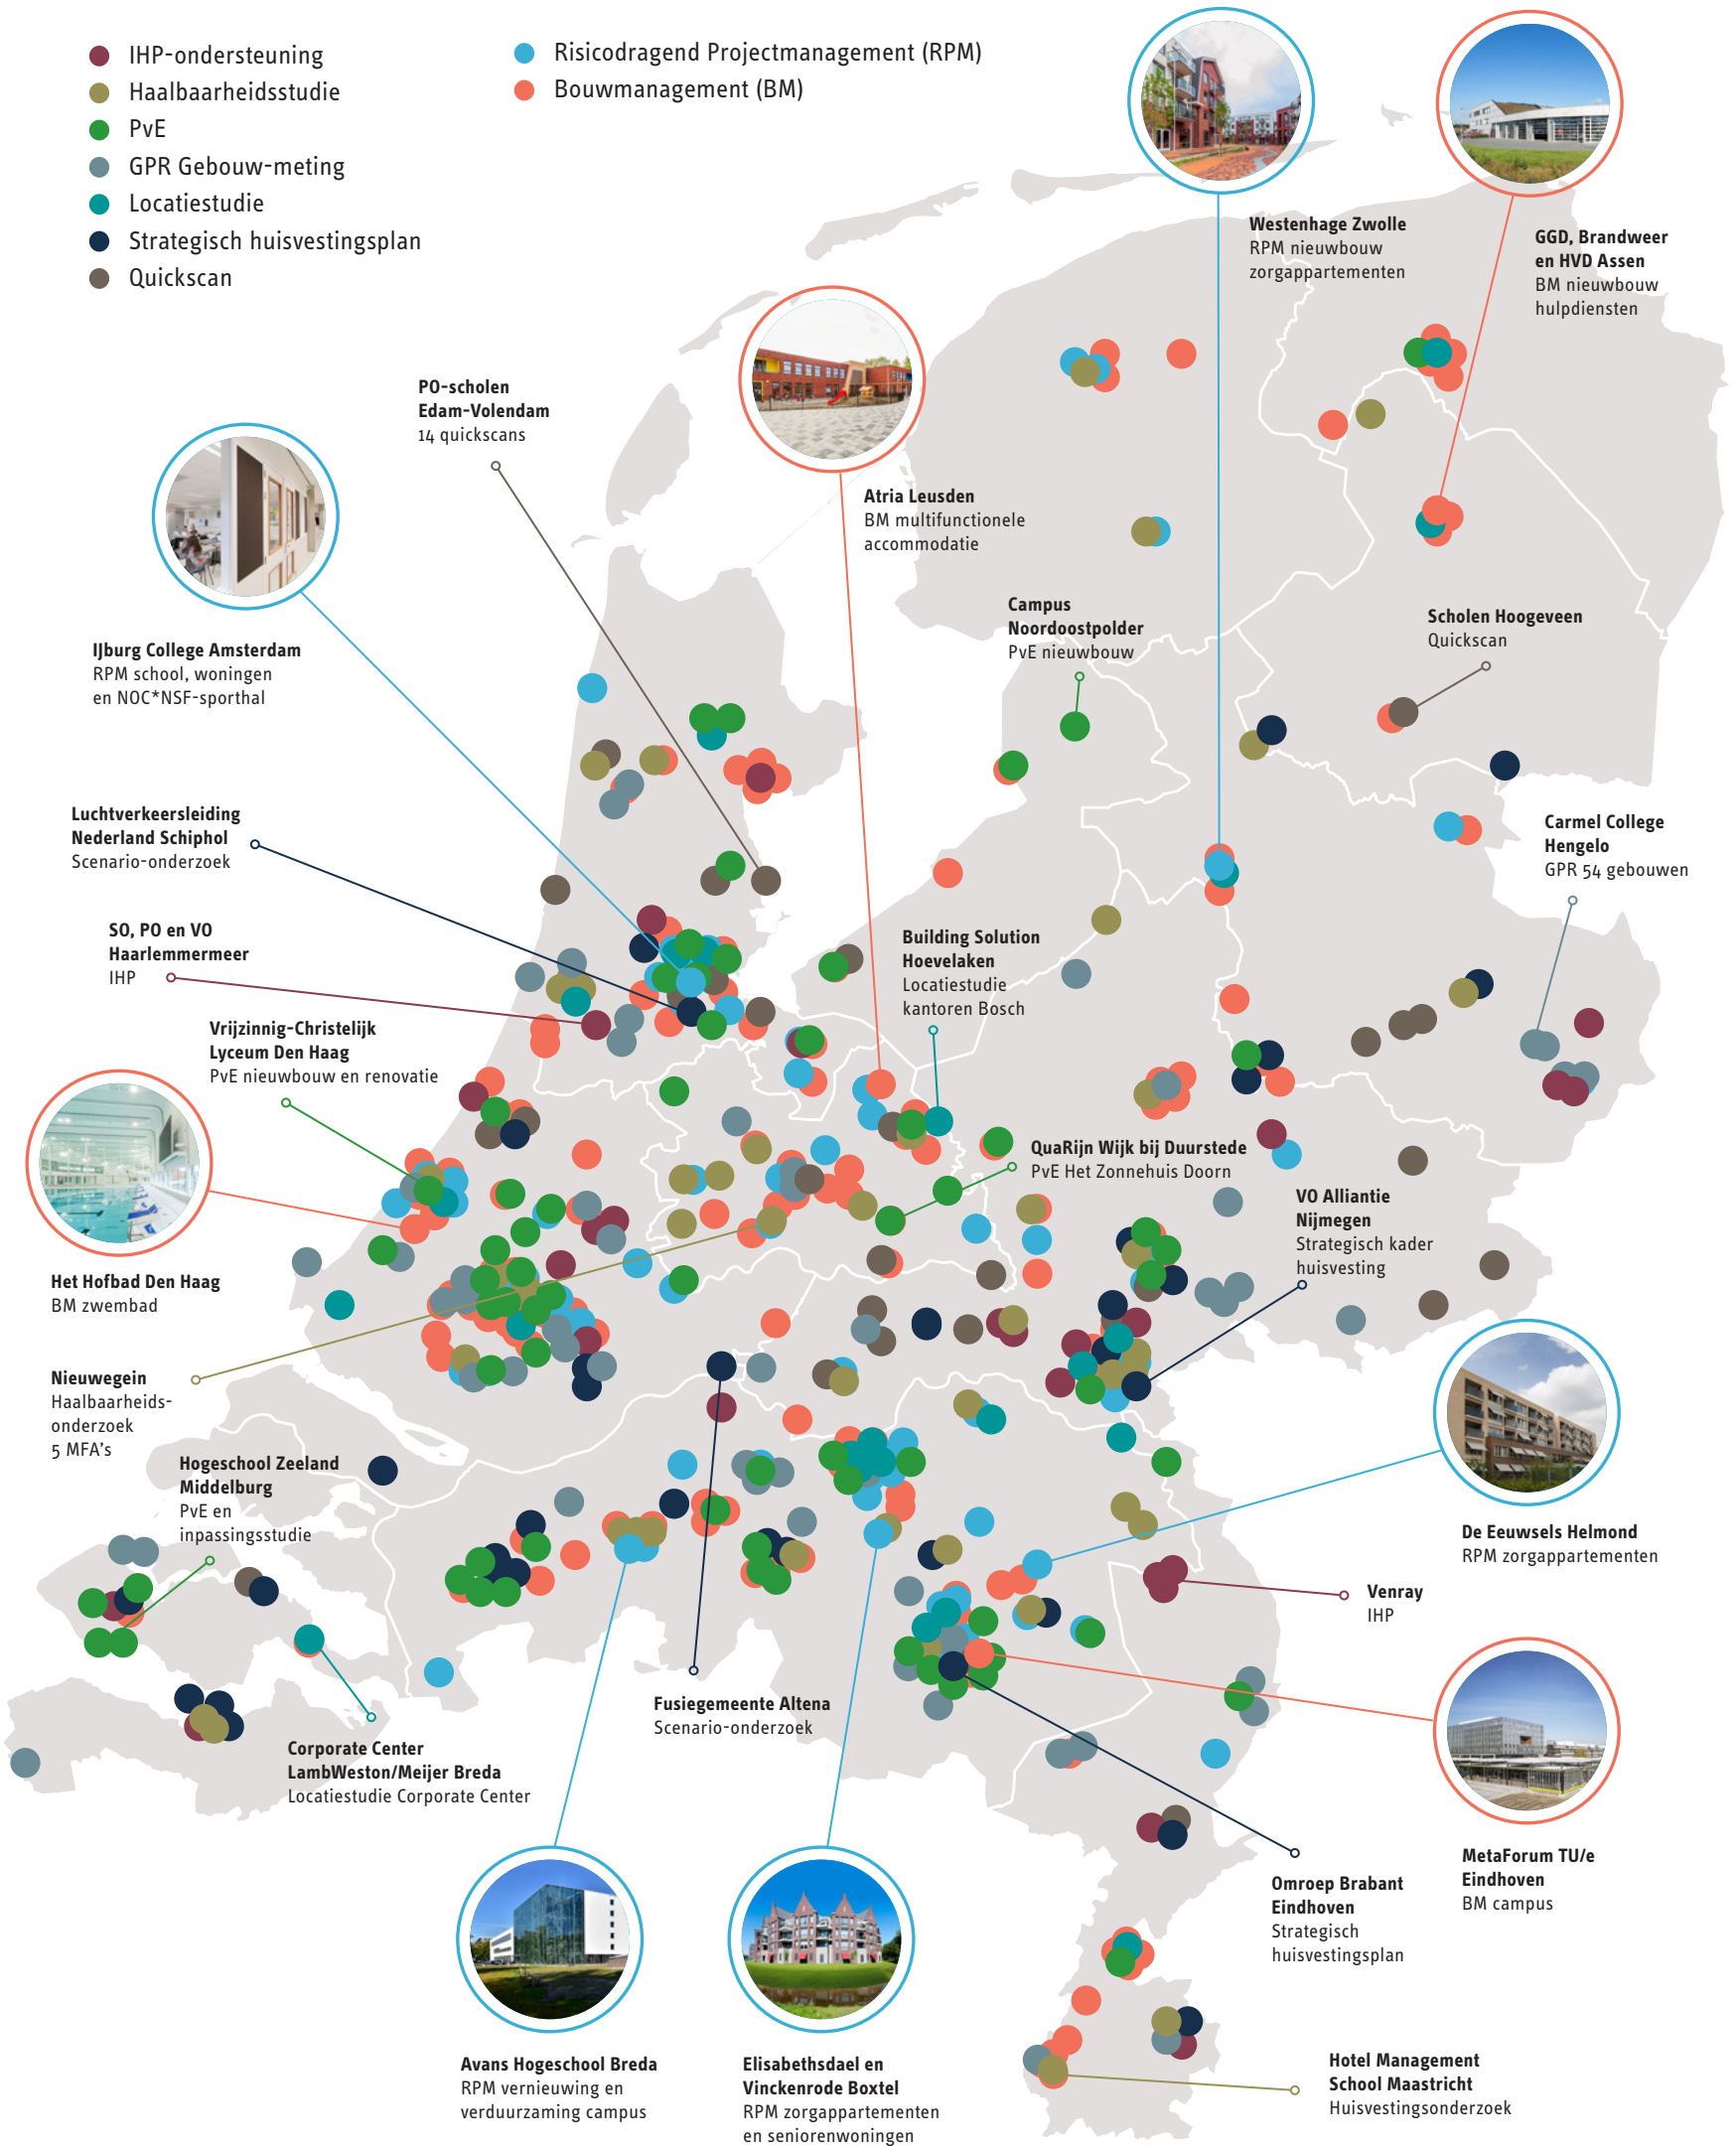 IHP-ondersteuning
Haalbaarheidsstudie
PvE
GPR Gebouw-meting
Locatiestudie
Strategisch huisvestingsplan
Quickscan
Risicodragend Projectmanagement (RPM)
Bouwmanagement (BM)
Westenhage Zwolle
RPM nieuwbouw
zorgappartementen
GGD, Brandweer
en HVD Assen
BM nieuwbouw
hulpdiensten
PO-scholen
Edam-Volendam
14 quickscans
Atria Leusden
BM multifunctionele
accommodatie
Campus
Noordoostpolder
PvE nieuwbouw
Scholen Hoogeveen
Quickscan
IJburg College Amsterdam
RPM school, woningen
en NOC*NSF-sporthal
Luchtverkeersleiding
Nederland Schiphol
Scenario-onderzoek
Carmel College
Hengelo
GPR 54 gebouwen
SO, PO en VO
Haarlemmermeer
IHP
Building Solution
Hoevelaken
Locatiestudie
kantoren Bosch
Vrijzinnig-Christelijk
Lyceum Den Haag
PvE nieuwbouw en renovatie
QuaRijn Wijk bij Duurstede
PvE Het Zonnehuis Doorn
VO Alliantie
Nijmegen
Strategisch kader
huisvesting
Het Hofbad Den Haag
BM zwembad
Nieuwegein
Haalbaarheids-
onderzoek
5 MFA's
Hogeschool Zeeland
Middelburg
PvE en
inpassingsstudie
De Eeuwsels Helmond
RPM zorgappartementen
Venray
IHP
Fusiegemeente Altena
Scenario-onderzoek
Corporate Center
LambWeston/Meijer Breda
Locatiestudie Corporate Center
MetaForum TU/e
Eindhoven
BM campus
Omroep Brabant
Eindhoven
Strategisch
huisvestingsplan
Avans Hogeschool Breda
RPM vernieuwing en
verduurzaming campus
Elisabethsdael en
Vinckenrode Boxtel
RPM zorgappartementen
en seniorenwoningen
Hotel Management
School Maastricht
Huisvestingsonderzoek